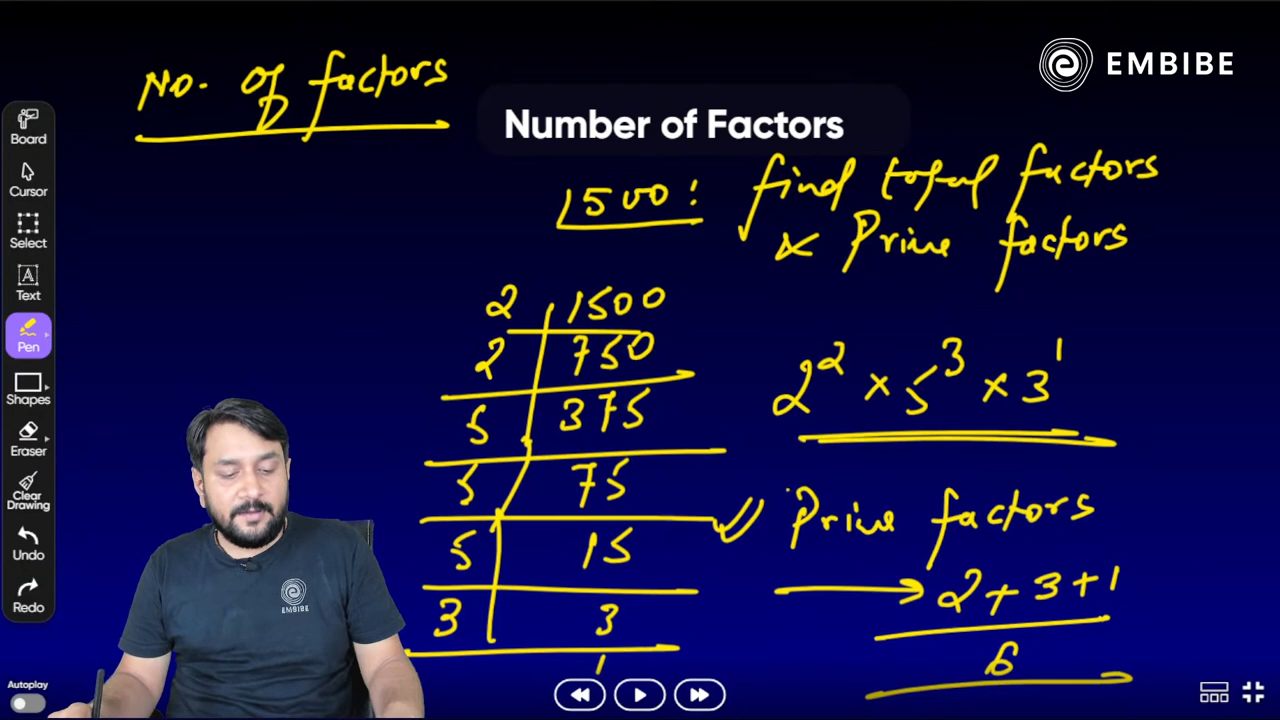 No. of factors
EMBIBE
Number of Factors
1500: find total factors
& Prime factors
2 | 1500
2 | 750
5 | 375
5 | 75
5 | 15
3 | 3
1
2² × 5³ × 3¹
Prime factors
→ 2+3+1
6
Board
Cursor
Select
A
Text
Pen
Shapes
Eraser
Clear
Drawing
Undo
Redo
Autoplay
EMBIBE